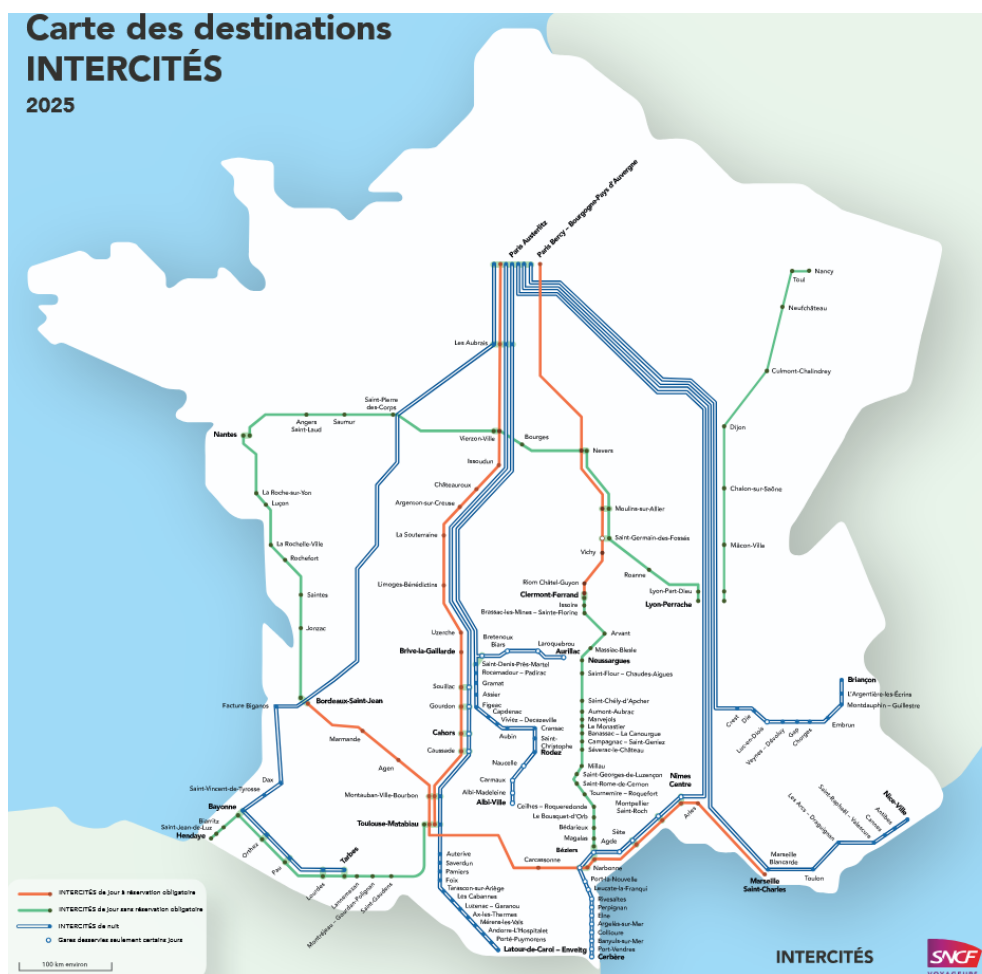 Carte des destinations
INTERCITÉS
2025
Paris Austerlitz
Paris Bercy – Bourgogne-Pays d'Auvergne
Nancy
Toul
Neufchâteau
Les Aubrais
Culmont-Chalindrey
Saint-Pierre
des-Corps
Angers
Saint-Laud
Saumur
Nantes
Vierzon-Ville
Bourges
Dijon
Issoudun
Nevers
Châteauroux
La Roche-sur-Yon
Luçon
Argenton-sur-Creuse
Chalon-sur-Saône
Moulins-sur-Allier
La Souterraine
Saint-Germain-des-Fossés
La Rochelle-Ville
Rochefort
Vichy
Mâcon-Ville
Roanne
Limoges-Bénédictins
Riom Châtel-Guyon
Lyon-Part-Dieu
Saintes
Clermont-Ferrand
Lyon-Perrache
Issoire
Brassac-les-Mines – Sainte-Florine
Jonzac
Uzerche
Arvant
Bretenoux
Biars
Laroquebrou
Brive-la-Gaillarde
Aurillac
Massiac-Blesle
Neussargues
Saint-Denis-Près-Martel
Rocamadour – Padirac
Saint-Flour – Chaudes-Aigues
Briançon
Souillac
Gramat
Assier
L'Argentière-les-Écrins
Bordeaux-Saint-Jean
Facture-Biganos
Gourdon
Figeac
Capdenac
Saint-Chély-d'Apcher
Aumont-Aubrac
Montdauphin – Guillestre
Viviez – Decazeville
Marvejols
Crest
Die
Luc-en-Diois
Veynes – Dévoluy
Gap
Chorges
Embrun
Cransac
Le Monastier
Cahors
Aubin
Saint-
Christophe
Banassac – La Canourgue
Marmande
Campagnac – Saint-Geniez
Caussade
Rodez
Séverac-le-Château
Agen
Naucelle
Millau
Carmaux
Saint-Georges-de-Luzençon
Dax
Saint-Rome-de-Cernon
Saint-Vincent-de-Tyrosse
Albi-Madeleine
Tournemire – Roquefort
Nîmes
Centre
Montauban-Ville-Bourbon
Albi-Ville
Montpellier
Saint-Roch
Nice-Ville
Antibes
Cannes
Saint-Raphaël – Valescure
Les Arcs – Draguignan
Bayonne
Ceilhes – Roqueredonde
Arles
Le Bousquet-d'Orb
Biarritz
Saint-Jean-de-Luz
Hendaye
Toulouse-Matabiau
Bédarieux
Sète
Magalas
Agde
Orthez
Béziers
Pau
Tarbes
Auterive
Marseille
Blancarde
Lourdes
Lannemezan
Montréjeau – Gourdan-Polignan
Saint-Gaudens
Saverdun
Carcassonne
Narbonne
Pamiers
Marseille
Saint-Charles
Toulon
Foix
Port-la-Nouvelle
Tarascon-sur-Ariège
Leucate-la-Franqui
Les Cabannes
Rivesaltes
Luzenac – Garanou
Perpignan
Ax-les-Thermes
Elne
Mérens-les-Vals
Argelès-sur-Mer
Andorre-L'Hospitalet
Collioure
Porté-Puymorens
Banyuls-sur-Mer
Latour-de-Carol – Enveitg
Port-Vendres
Cerbère
INTERCITÉS de jour à réservation obligatoire
INTERCITÉS de jour sans réservation obligatoire
INTERCITÉS de nuit
Gares desservies seulement certains jours
100 km environ
INTERCITÉS
SNCF
VOYAGEURS